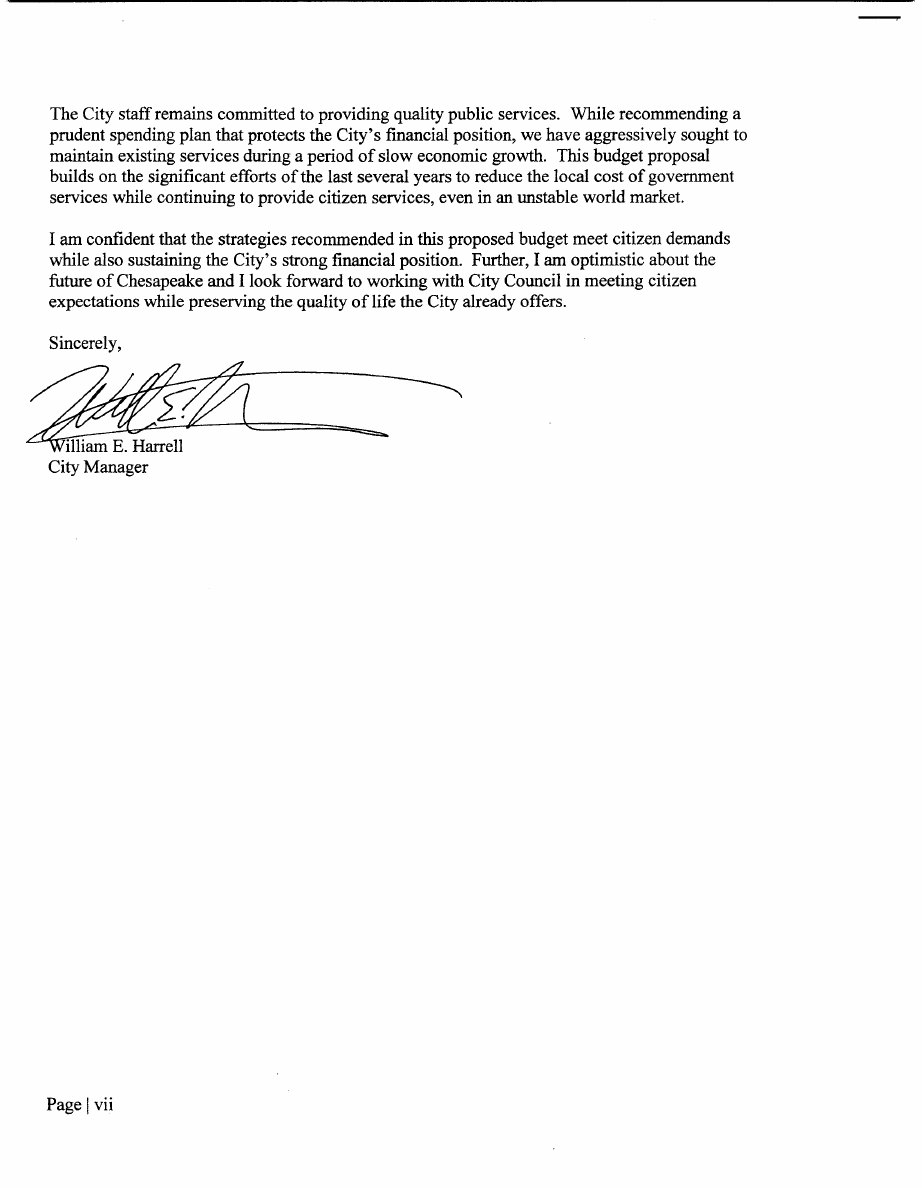 The City staff remains committed to providing quality public services. While recommending a
prudent spending plan that protects the City's financial position, we have aggressively sought to
maintain existing services during a period of slow economic growth. This budget proposal
builds on the significant efforts of the last several years to reduce the local cost of government
services while continuing to provide citizen services, even in an unstable world market.
I am confident that the strategies recommended in this proposed budget meet citizen demands
while also sustaining the City's strong financial position. Further, I am optimistic about the
future of Chesapeake and I look forward to working with City Council in meeting citizen
expectations while preserving the quality of life the City already offers.
Sincerely,
William E. Harrell
City Manager
Page | vii